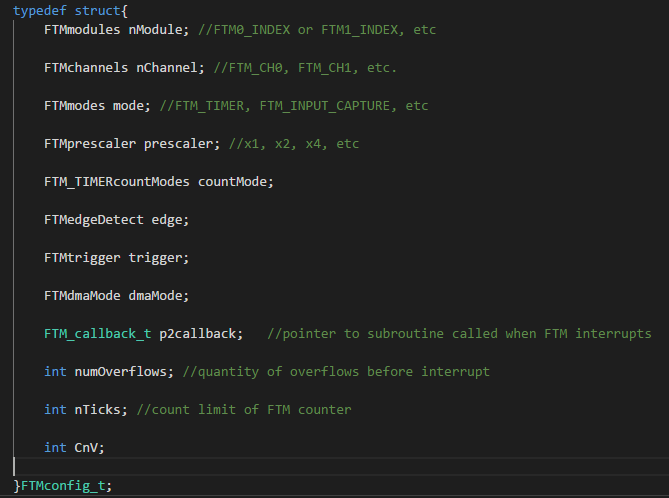 typedef struct{
FTMmodules nModule; //FTM0_INDEX or FTM1_INDEX, etc
FTMchannels nChannel; //FTM_CH0, FTM_CH1, etc.
FTMmodes mode; //FTM_TIMER, FTM_INPUT_CAPTURE, etc
FTMprescaler prescaler; //x1, x2, x4, etc
FTM_TIMERcountModes countMode;
FTMedgeDetect edge;
FTMtrigger trigger;
FTMdmaMode dmaMode;
FTM_callback_t p2callback;   //pointer to subroutine called when FTM interrupts
int numOverflows; //quantity of overflows before interrupt
int nTicks; //count limit of FTM counter
int CnV;
}FTMconfig_t;